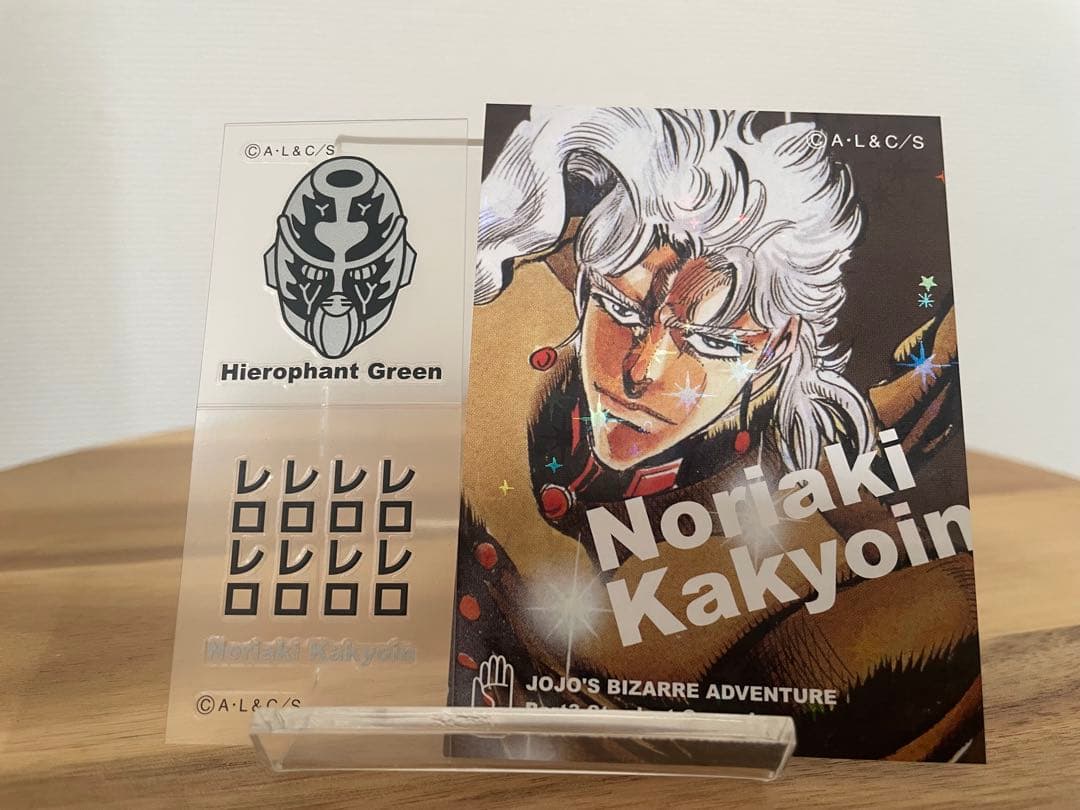 ©A·L&C/S
Hierophant Green
レレレレ
ロロロロ
レレレレ
ロロロロ
Noriaki Kakyoin
©A·L&C/S
©A·L&C/S
Noriaki
Kakyoin
JOJO'S BIZARRE ADVENTURE